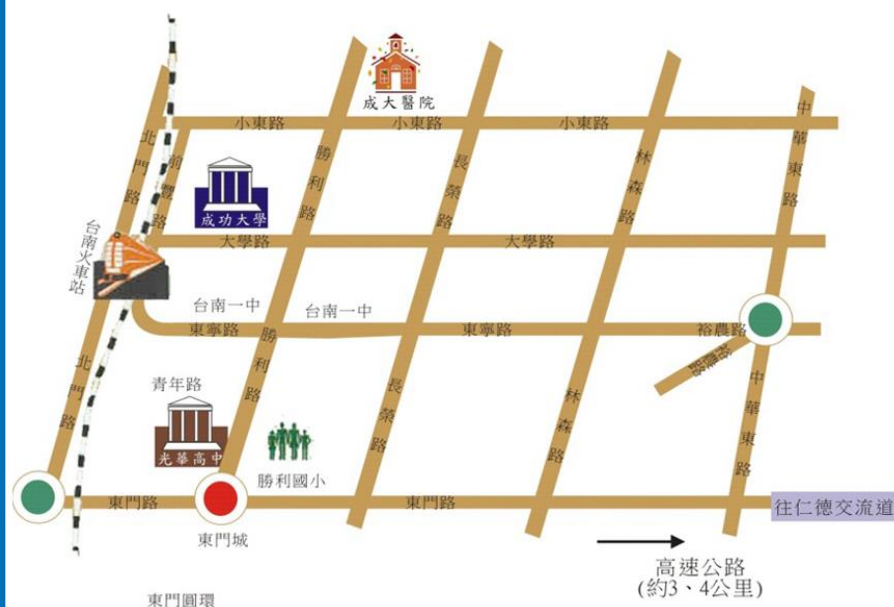 成大醫院
小東路
小東路
小東路
中華東路
北門路
前豐路
勝利路
長榮路
林森路
成功大學
台南火車站
大學路
大學路
台南一中
台南一中
東寧路
東寧路
裕農路
裕農路
北門路
勝利路
長榮路
林森路
中華東路
青年路
光華高中
勝利國小
東門路
東門路
往仁德交流道
東門城
高速公路
(約3、4公里)
東門圓環